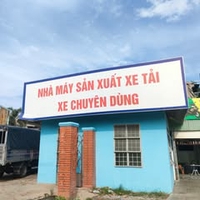 NHÀ MÁY SẢN XUẤT XE TẢI
XE CHUYÊN DÙNG